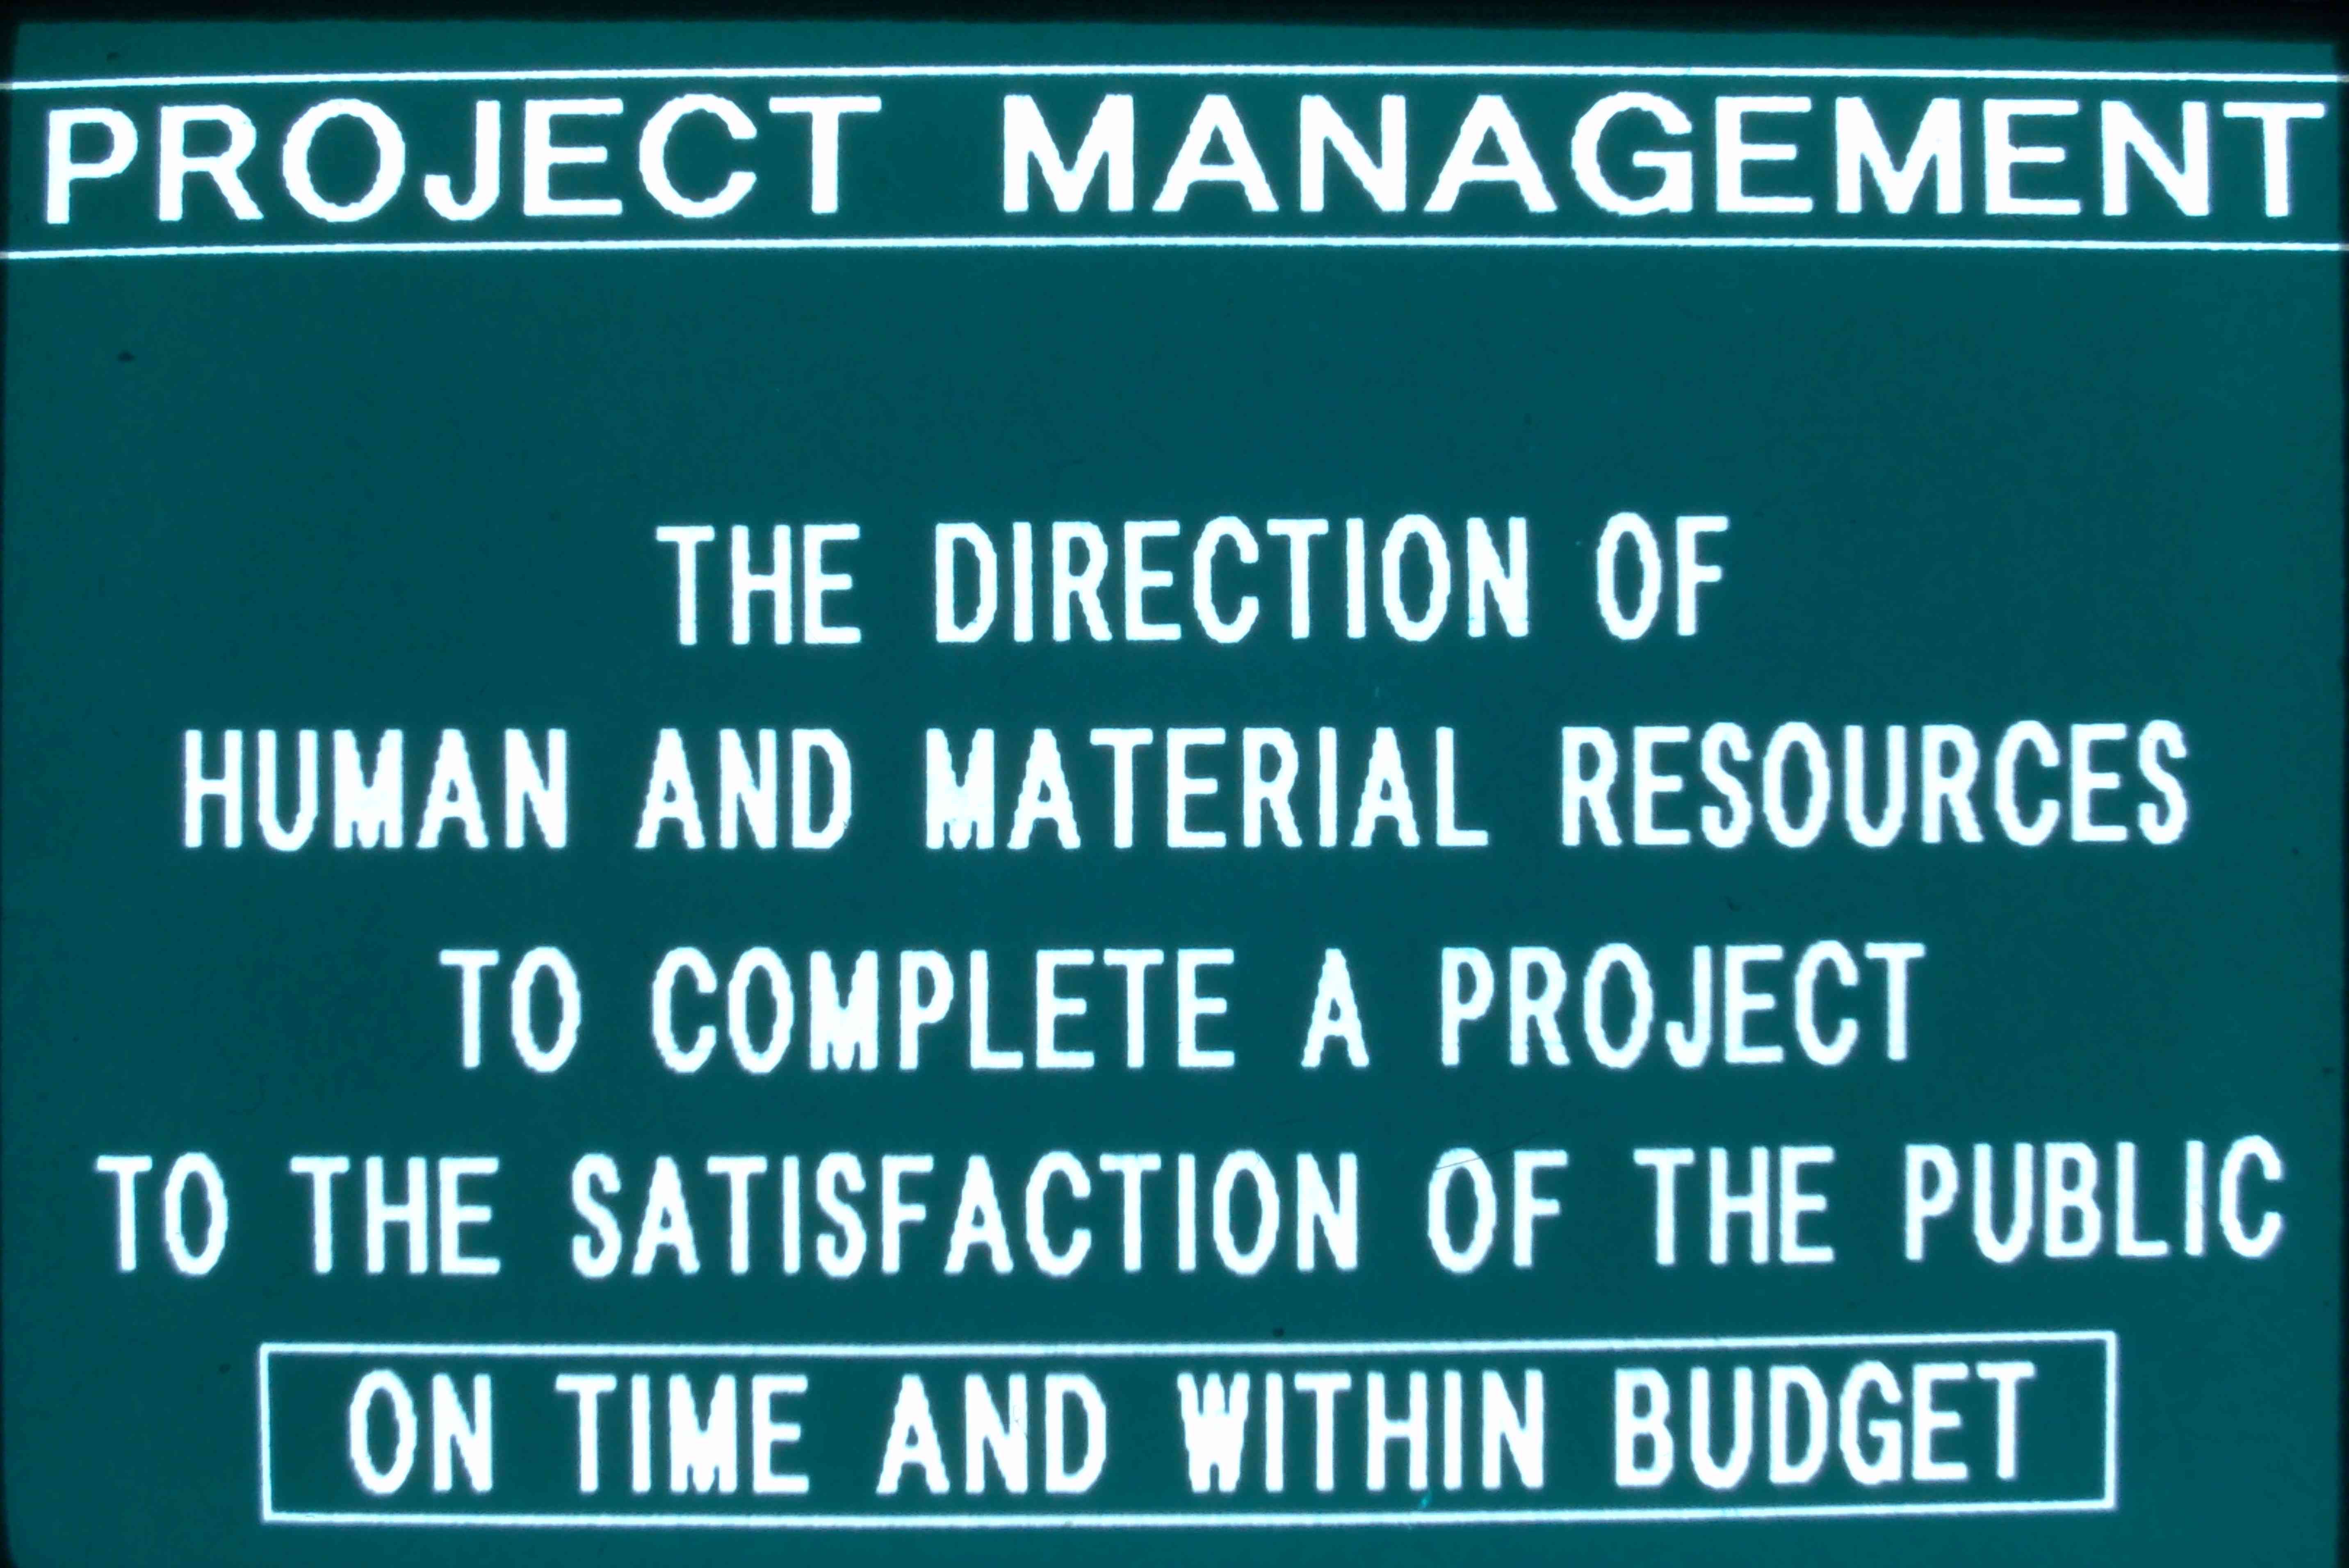 PROJECT MANAGEMENT
THE DIRECTION OF
HUMAN AND MATERIAL RESOURCES
TO COMPLETE A PROJECT
TO THE SATISFACTION OF THE PUBLIC
ON TIME AND WITHIN BUDGET